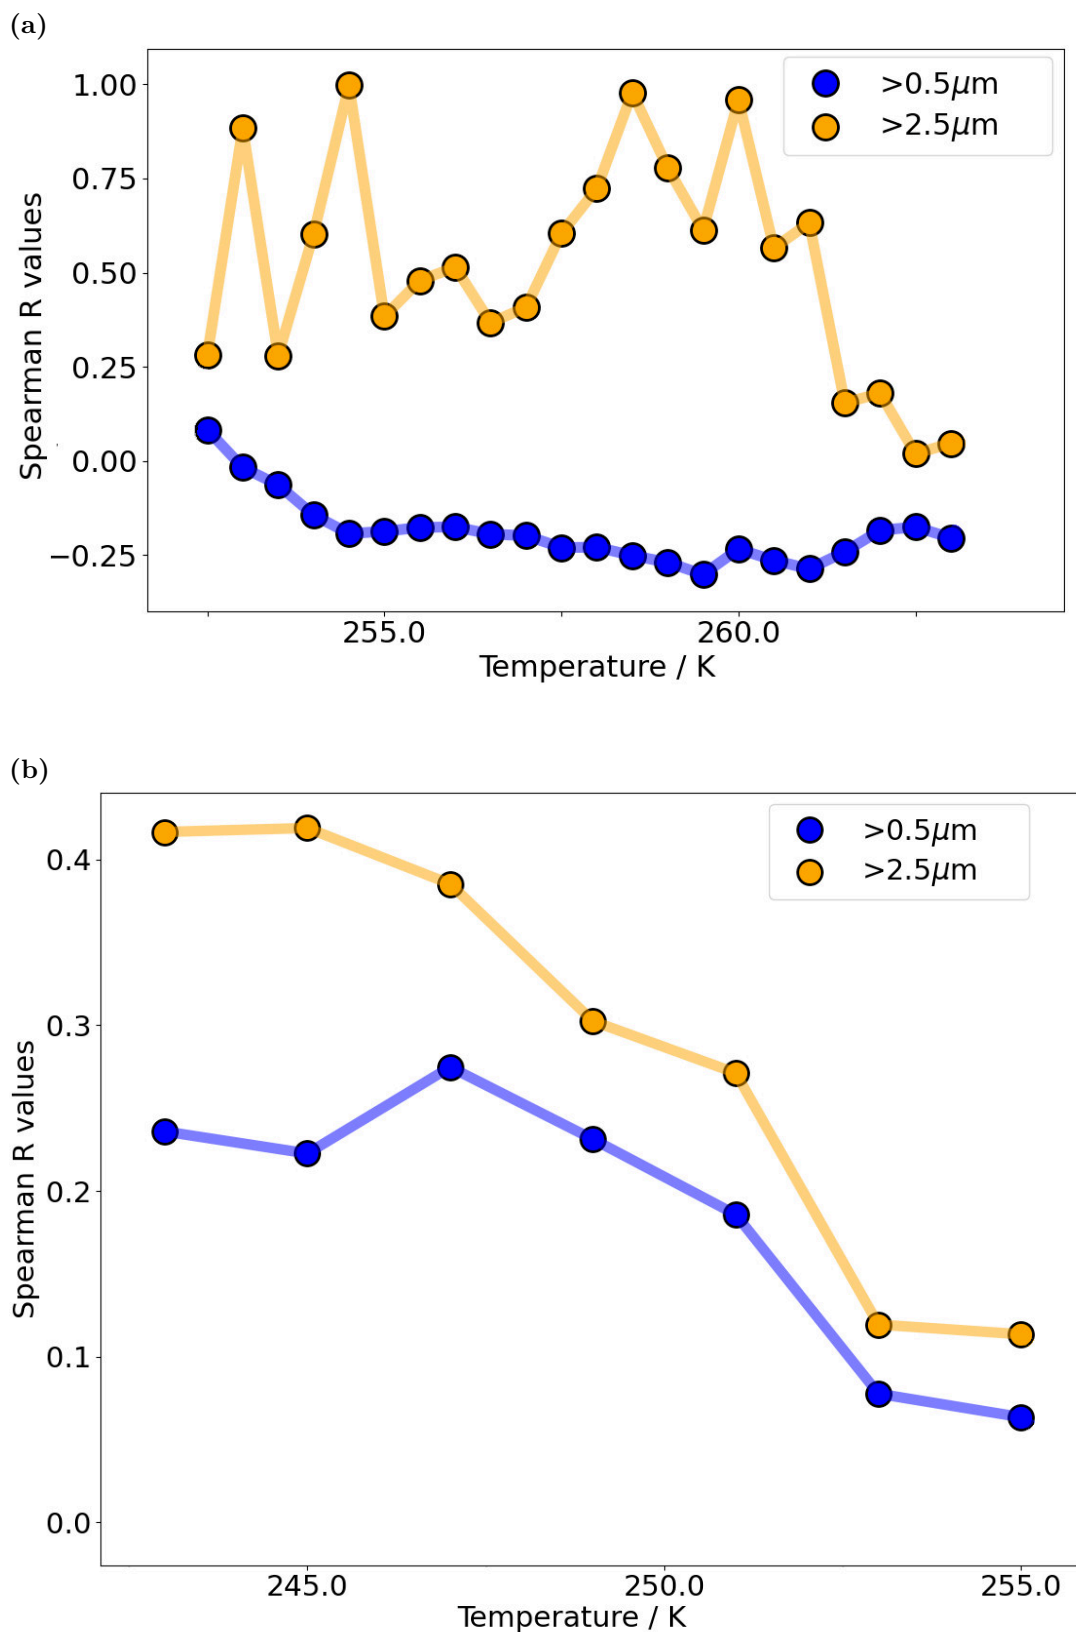 (a)
1.00
0.75
0.50
0.25
0.00
−0.25
Spearman R values
>0.5μm
>2.5μm
255.0 260.0
Temperature / K
(b)
0.4
0.3
0.2
0.1
0.0
Spearman R values
>0.5μm
>2.5μm
245.0 250.0 255.0
Temperature / K